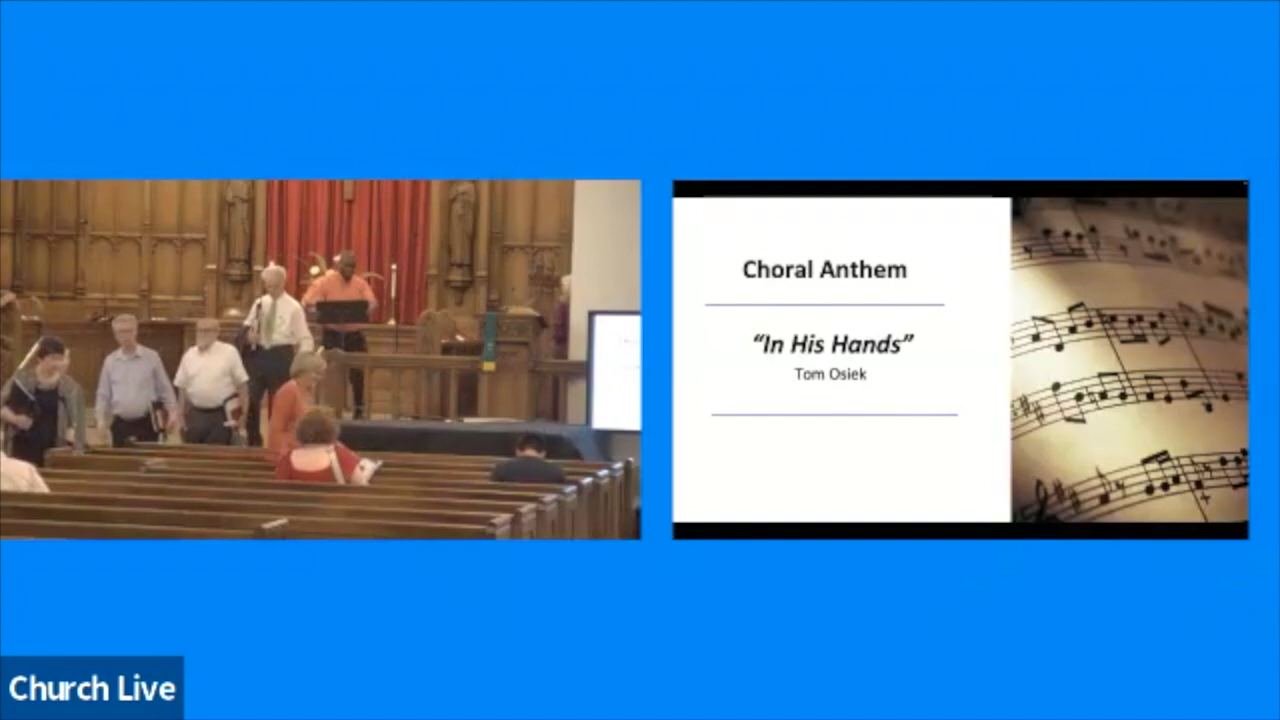 Choral Anthem
“In His Hands”
Tom Osiek
Church Live